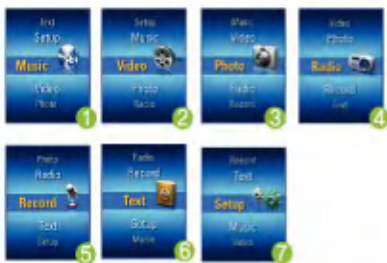 Text
Setup
Music
Video
Photo
1
Setup
Music
Video
Photo
Radio
2
Music
Video
Photo
Radio
Record
3
Video
Photo
Radio
Record
Text
4
Photo
Radio
Record
Text
Setup
5
Radio
Record
Text
Setup
Music
6
Record
Text
Setup
Music
Video
7